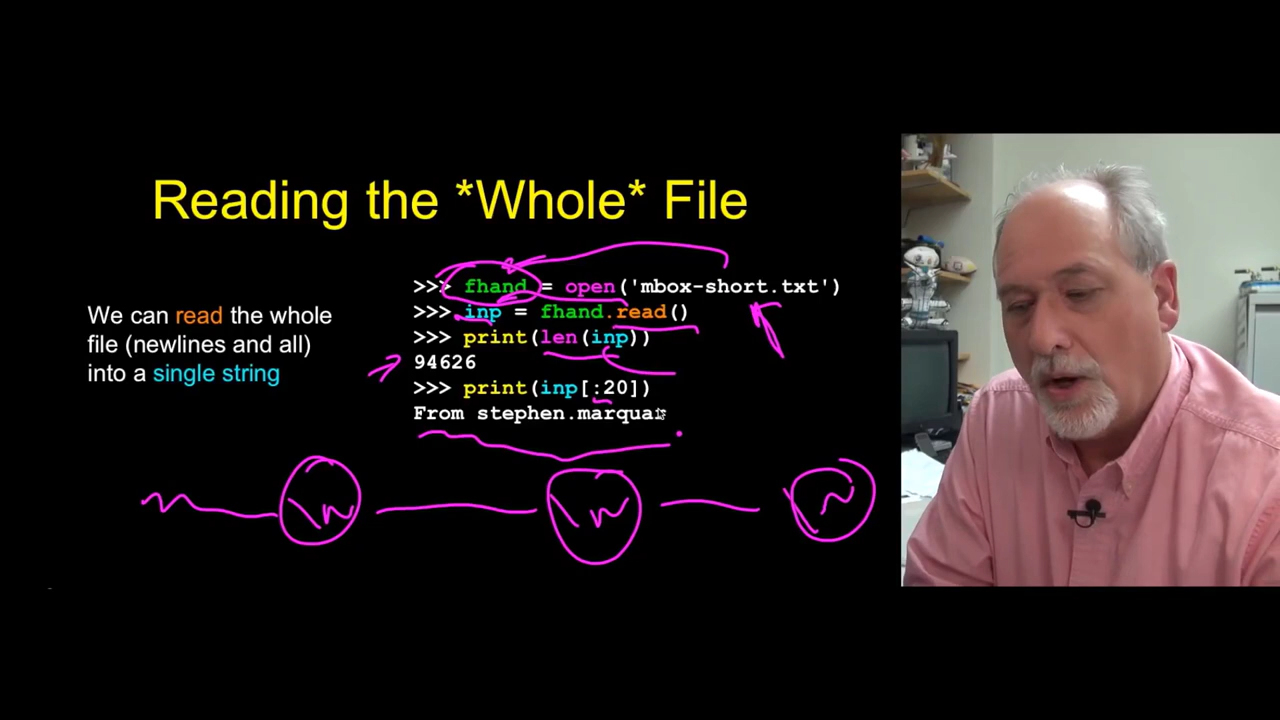 Reading the *Whole* File
We can read the whole
file (newlines and all)
into a single string
>>> fhand = open('mbox-short.txt')
>>> inp = fhand.read()
>>> print(len(inp))
94626
>>> print(inp[:20])
From stephen.marquar
\n \n \n